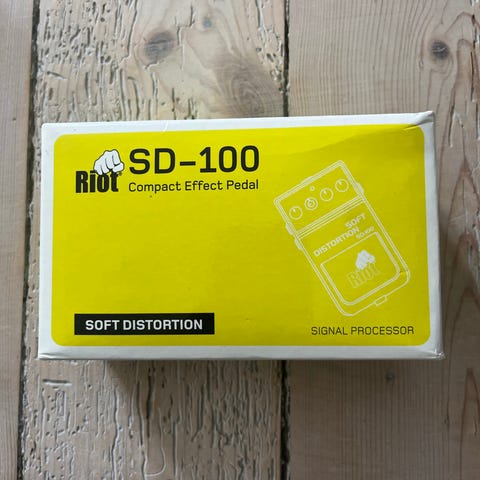 Riot
SD-100
Compact Effect Pedal
SOFT
DISTORTION
SD-100
Riot
SOFT DISTORTION
SIGNAL PROCESSOR